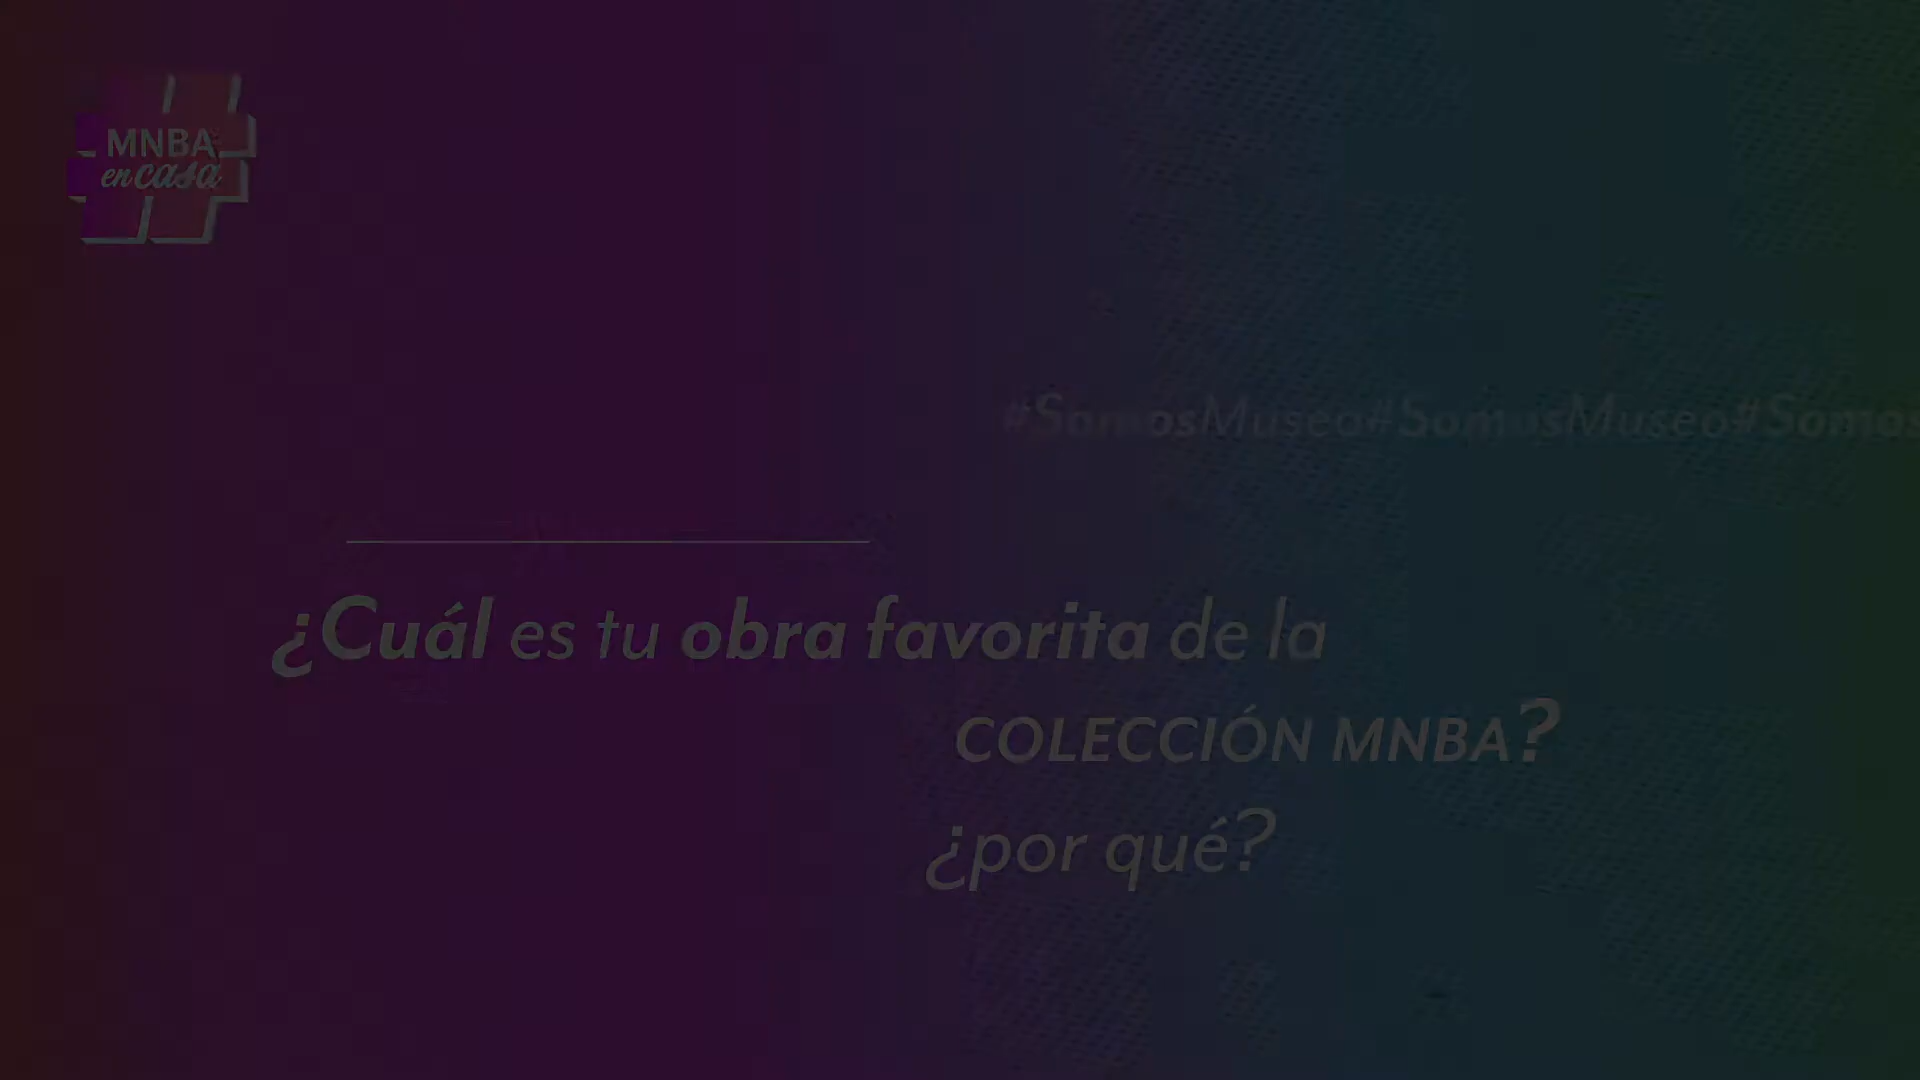 MNBA
en casa
#SomosMuseo#SomosMuseo#Somos
¿Cuál es tu obra favorita de la
COLECCIÓN MNBA?
¿por qué?